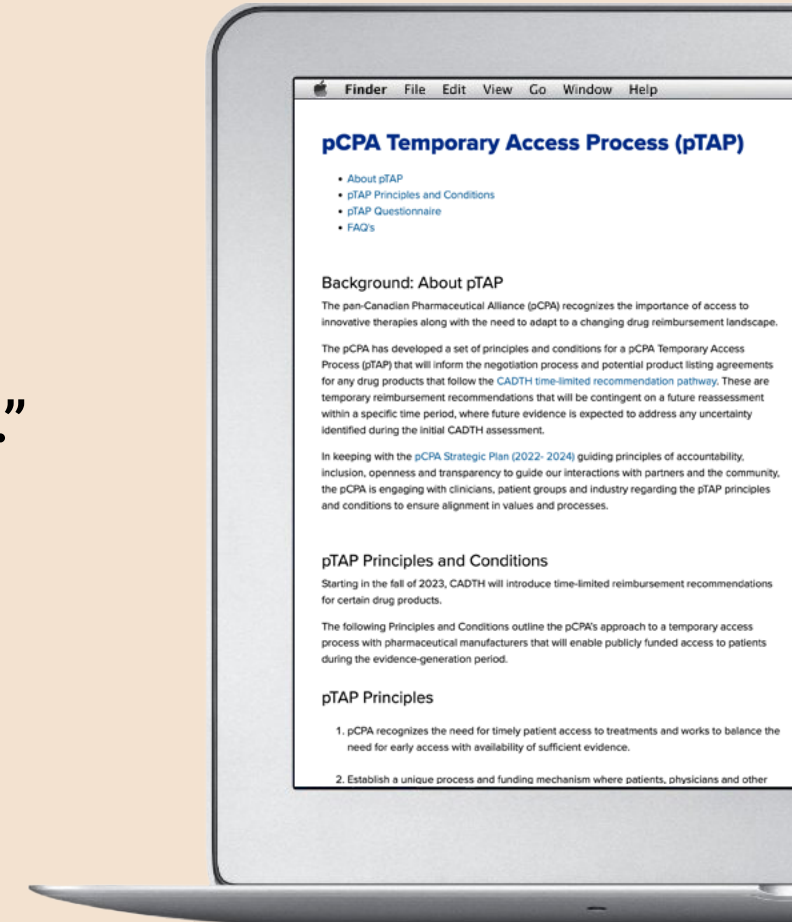 .”
Finder File Edit View Go Window Help
pCPA Temporary Access Process (pTAP)
• About pTAP
• pTAP Principles and Conditions
• pTAP Questionnaire
• FAQ's
Background: About pTAP
The pan-Canadian Pharmaceutical Alliance (pCPA) recognizes the importance of access to
innovative therapies along with the need to adapt to a changing drug reimbursement landscape.
The pCPA has developed a set of principles and conditions for a pCPA Temporary Access
Process (pTAP) that will inform the negotiation process and potential product listing agreements
for any drug products that follow the CADTH time-limited recommendation pathway. These are
temporary reimbursement recommendations that will be contingent on a future reassessment
within a specific time period, where future evidence is expected to address any uncertainty
identified during the initial CADTH assessment.
In keeping with the pCPA Strategic Plan (2022- 2024) guiding principles of accountability,
inclusion, openness and transparency to guide our interactions with partners and the community,
the pCPA is engaging with clinicians, patient groups and industry regarding the pTAP principles
and conditions to ensure alignment in values and processes.
pTAP Principles and Conditions
Starting in the fall of 2023, CADTH will introduce time-limited reimbursement recommendations
for certain drug products.
The following Principles and Conditions outline the pCPA's approach to a temporary access
process with pharmaceutical manufacturers that will enable publicly funded access to patients
during the evidence-generation period.
pTAP Principles
1. pCPA recognizes the need for timely patient access to treatments and works to balance the
need for early access with availability of sufficient evidence.
2. Establish a unique process and funding mechanism where patients, physicians and other